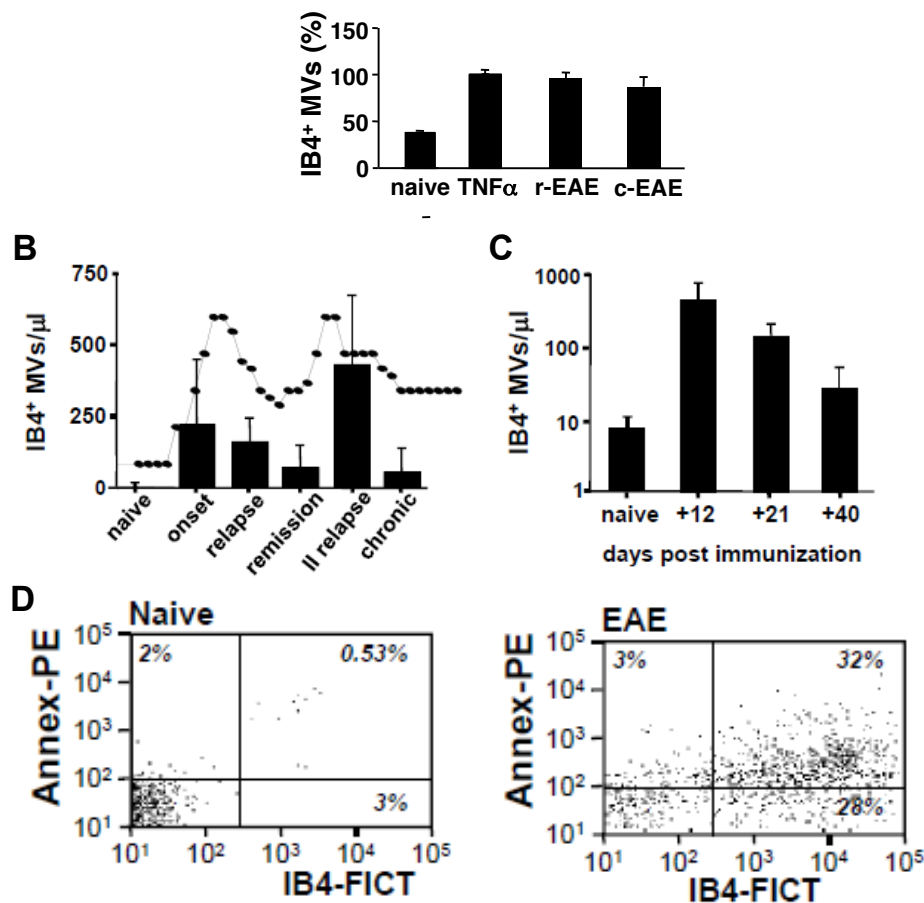 IB4⁺ MVs (%)
150
100
50
0
naive TNFα r-EAE c-EAE
B
IB4⁺ MVs/μl
750
500
250
0
naive
onset
relapse
remission
II relapse
chronic
C
IB4⁺ MVs/μl
1000
100
10
1
naive +12 +21 +40
days post immunization
D
Naive
Annex-PE
10⁵
10⁴
10³
10²
10¹
2% 0.53%
3%
10¹ 10² 10³ 10⁴ 10⁵
IB4-FICT
EAE
Annex-PE
10⁵
10⁴
10³
10²
10¹
3% 32%
28%
10¹ 10² 10³ 10⁴ 10⁵
IB4-FICT